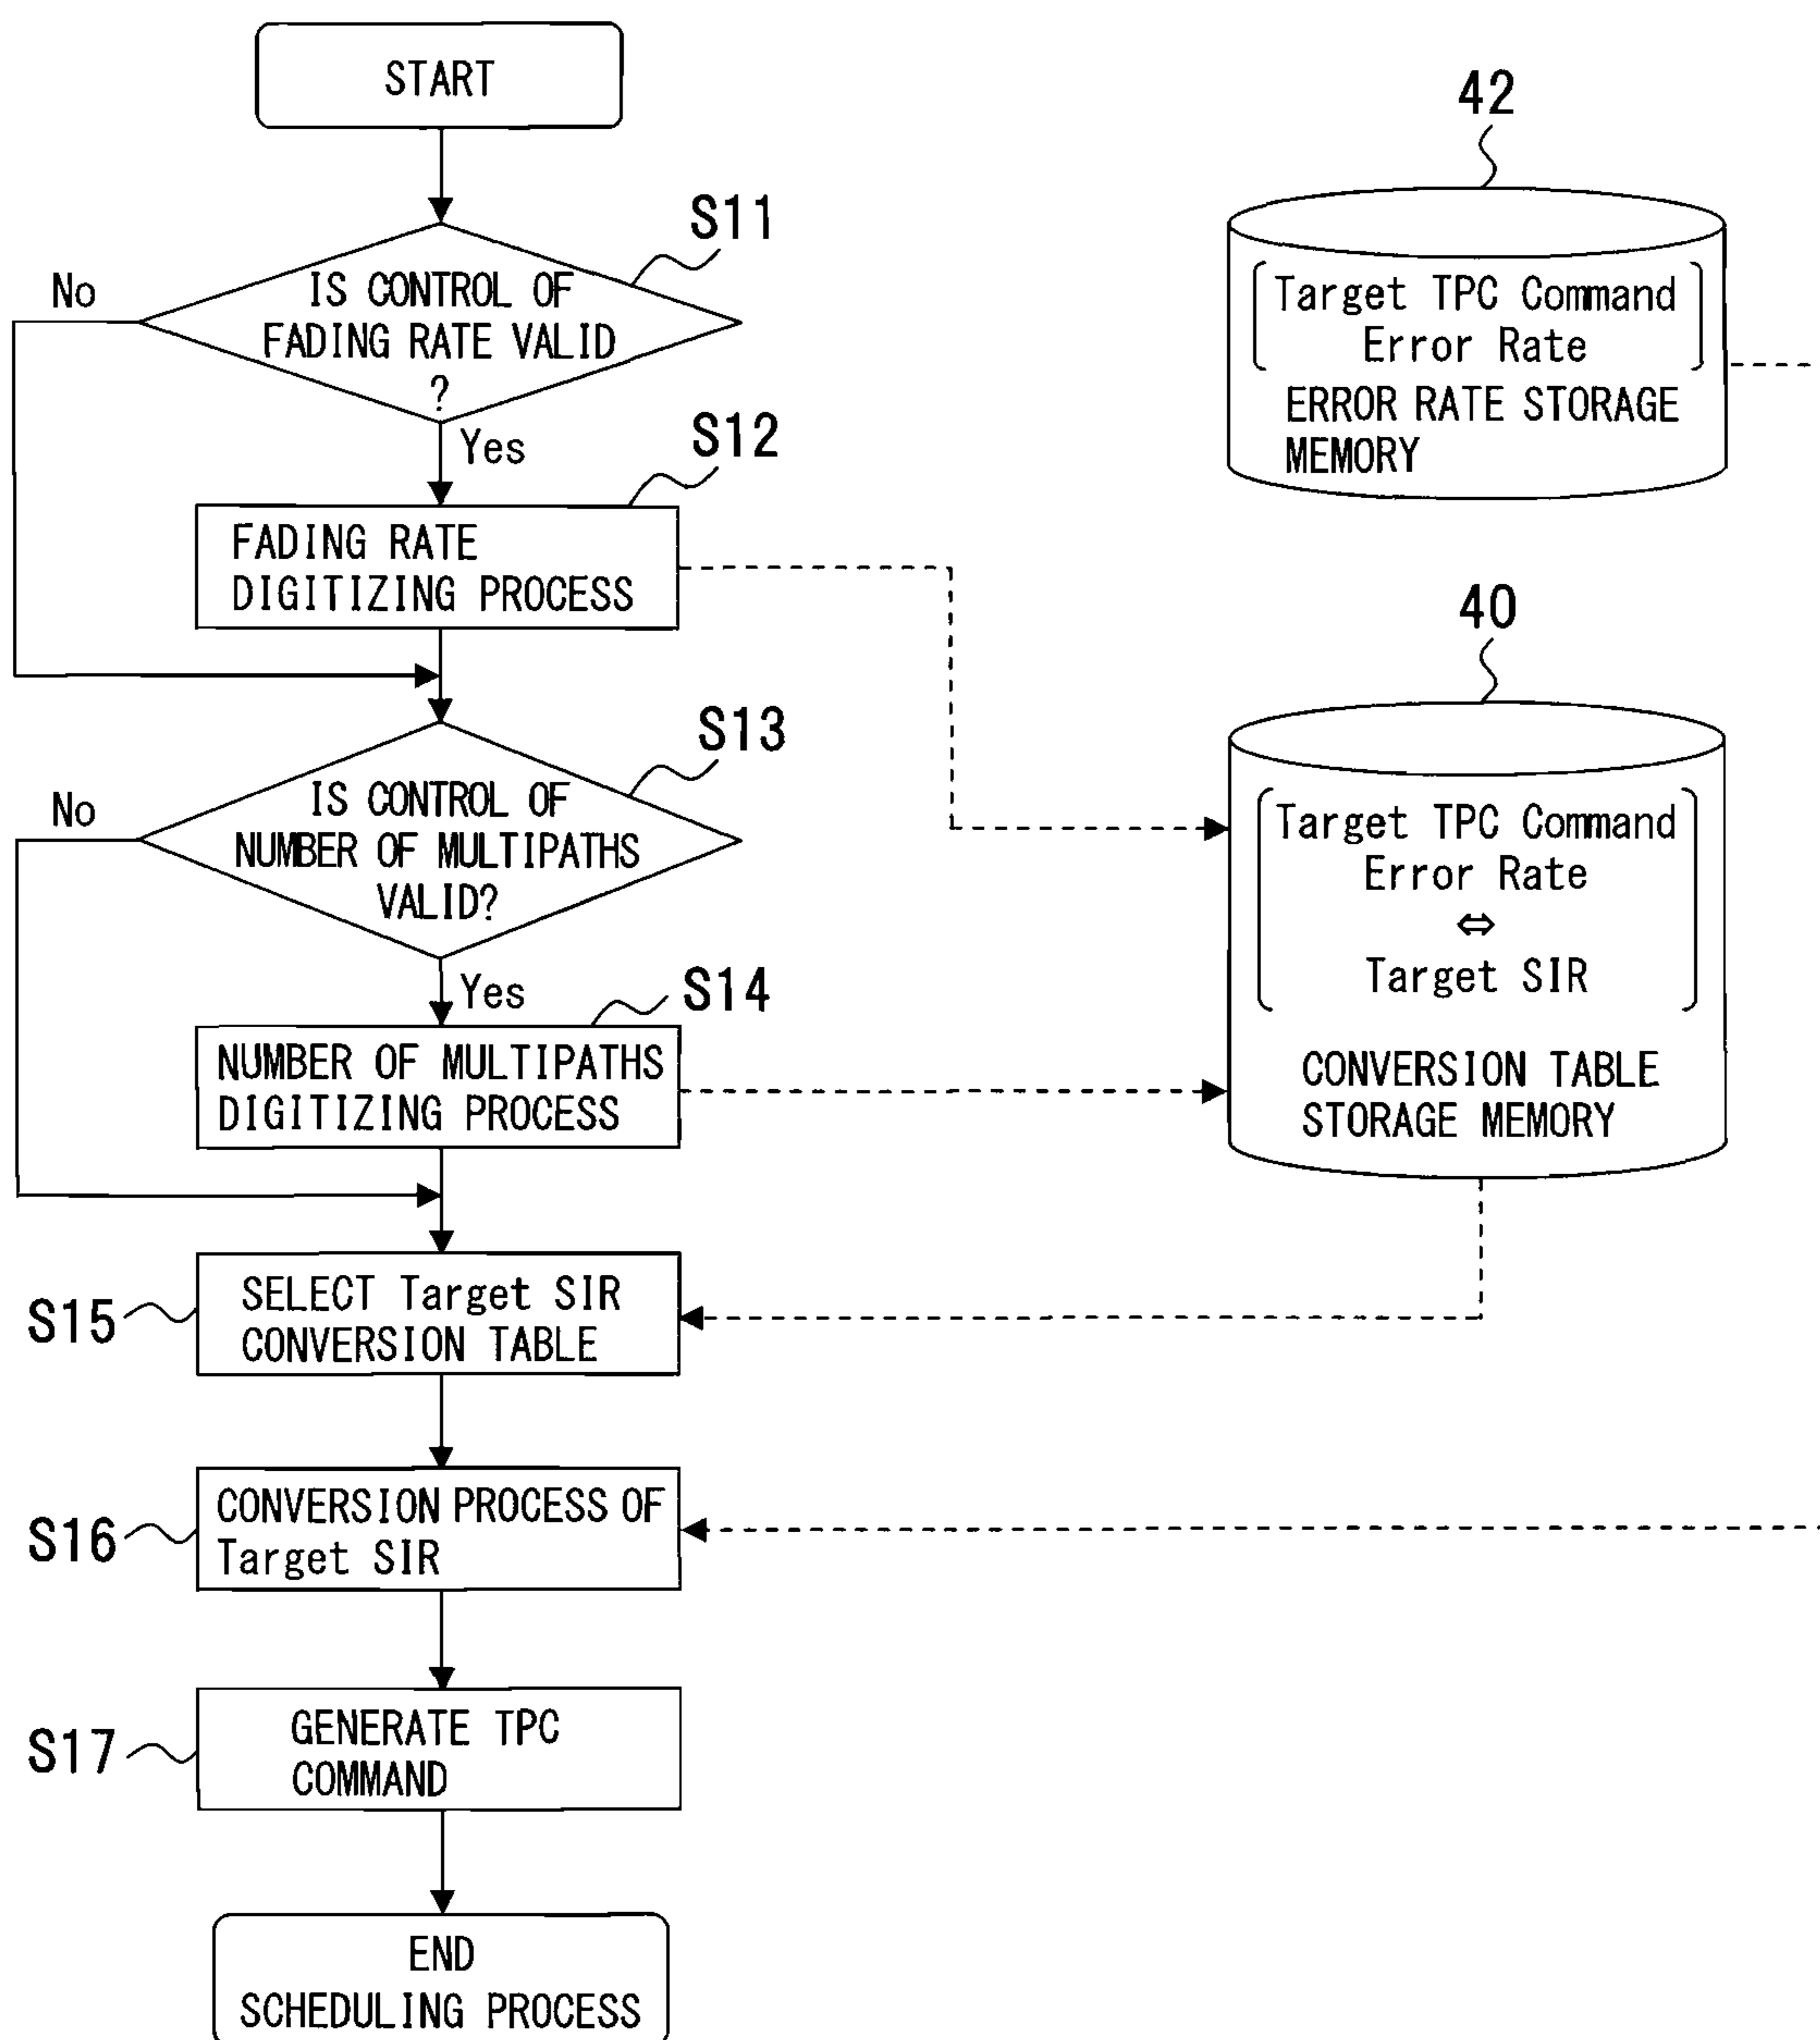 START
S11
No
IS CONTROL OF
FADING RATE VALID
?
Yes
S12
FADING RATE
DIGITIZING PROCESS
S13
No
IS CONTROL OF
NUMBER OF MULTIPATHS
VALID?
Yes
S14
NUMBER OF MULTIPATHS
DIGITIZING PROCESS
S15
SELECT Target SIR
CONVERSION TABLE
S16
CONVERSION PROCESS OF
Target SIR
S17
GENERATE TPC
COMMAND
END
SCHEDULING PROCESS
42
Target TPC Command
Error Rate
ERROR RATE STORAGE
MEMORY
40
Target TPC Command
Error Rate
⇔
Target SIR
CONVERSION TABLE
STORAGE MEMORY